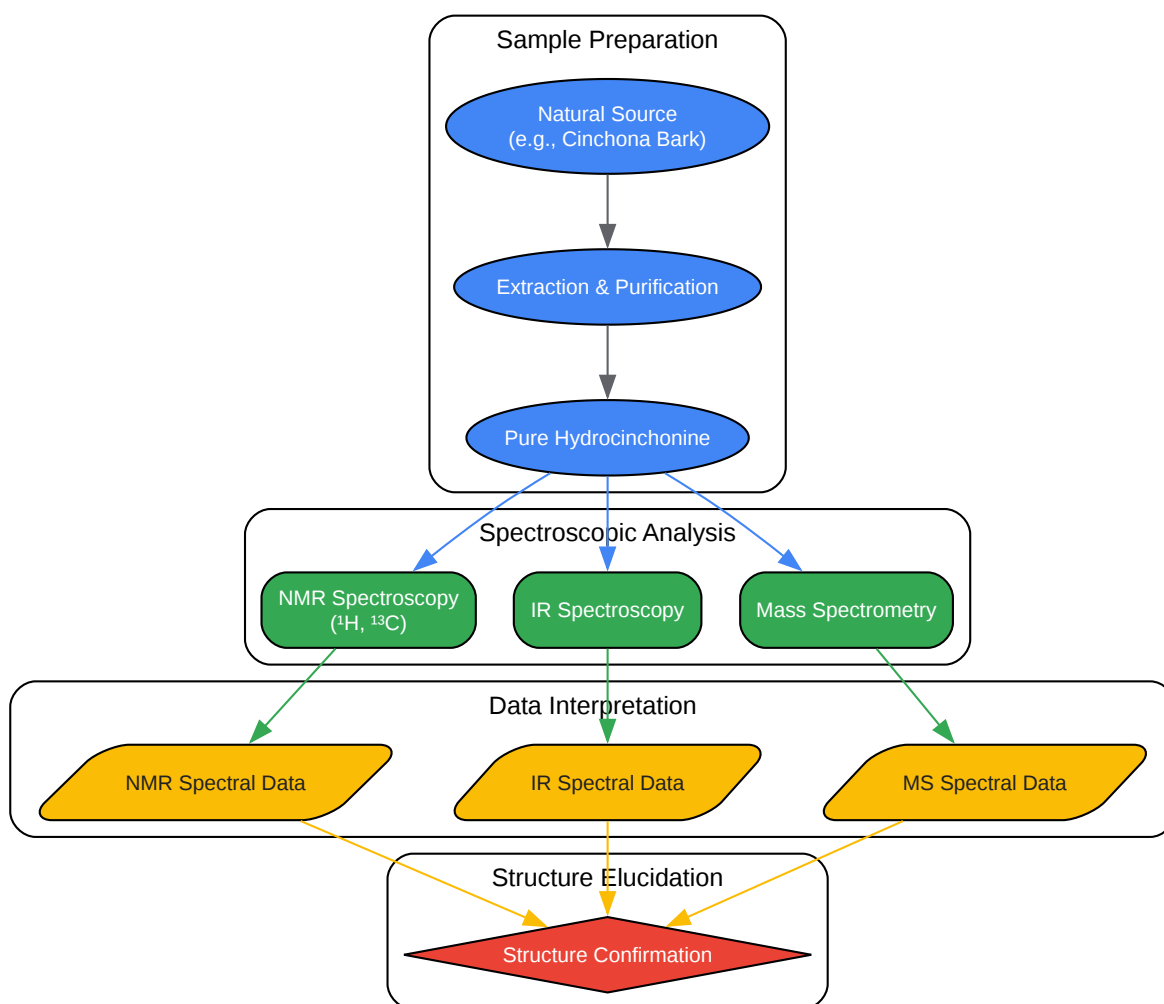 Sample Preparation
Natural Source
(e.g., Cinchona Bark)
Extraction & Purification
Pure Hydrocinchonine
Spectroscopic Analysis
NMR Spectroscopy
(¹H, ¹³C)
IR Spectroscopy
Mass Spectrometry
Data Interpretation
NMR Spectral Data
IR Spectral Data
MS Spectral Data
Structure Elucidation
Structure Confirmation